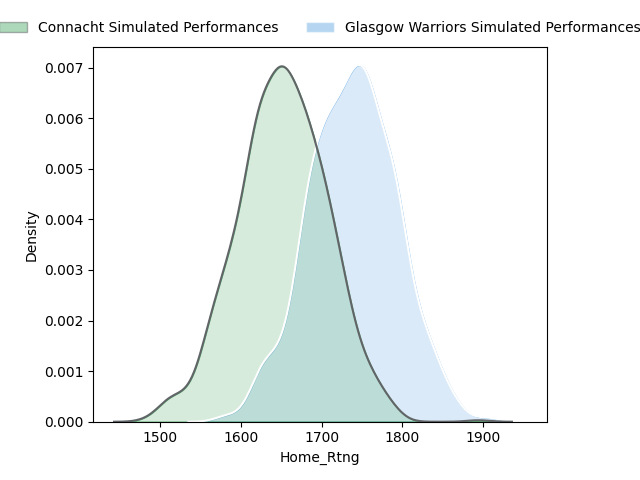 Connacht Simulated Performances Glasgow Warriors Simulated Performances
0.007
0.006
0.005
0.004
0.003
0.002
0.001
0.000
Density
1500 1600 1700 1800 1900
Home_Rtng